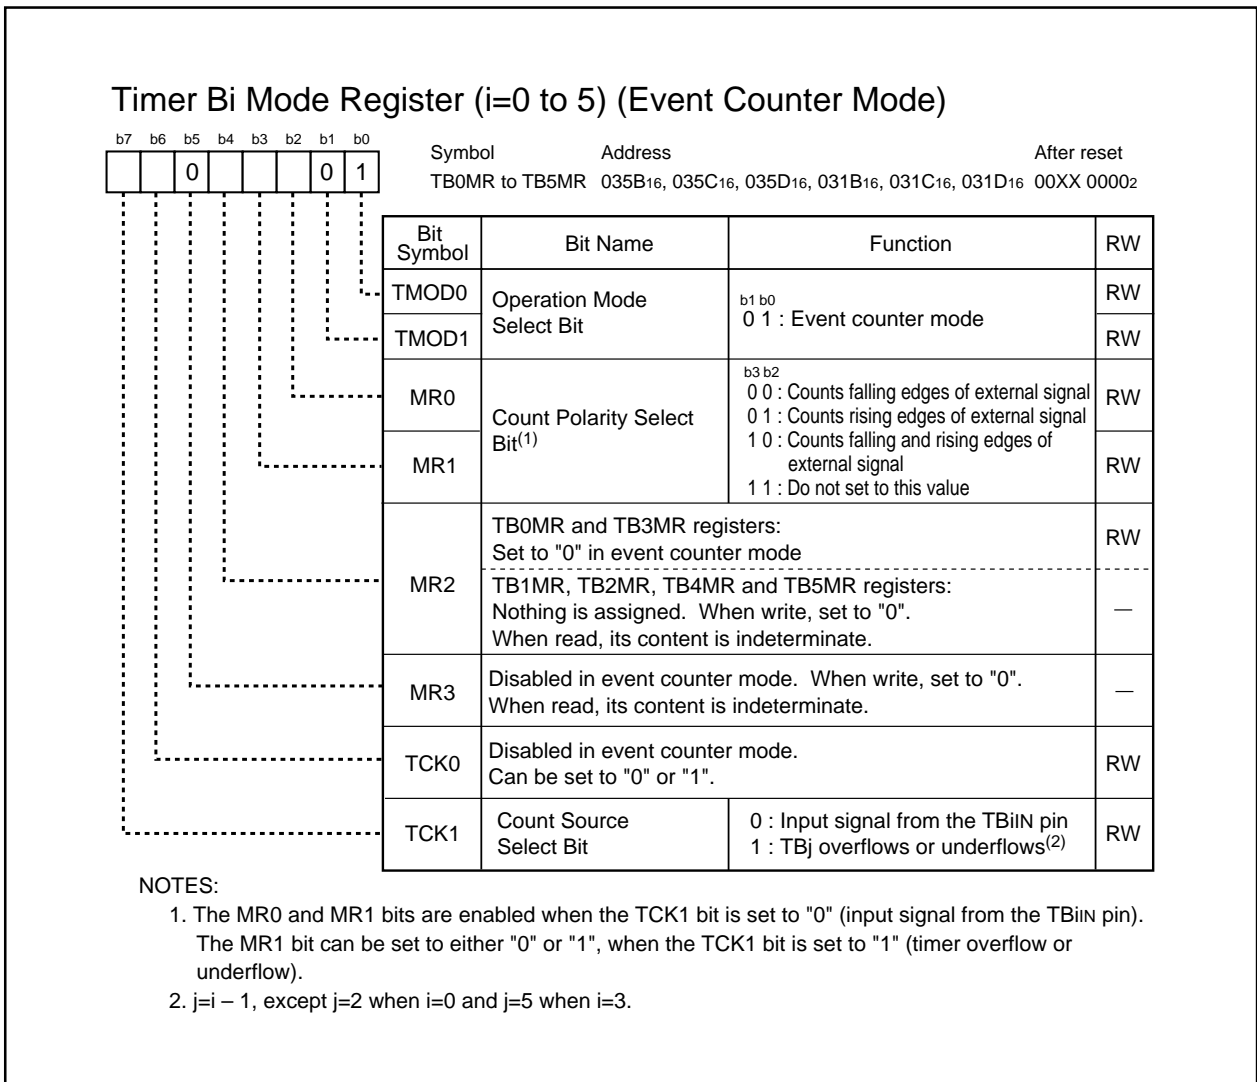 Timer Bi Mode Register (i=0 to 5) (Event Counter Mode)
b7 b6 b5 b4 b3 b2 b1 b0
0 0 1
Symbol Address After reset
TB0MR to TB5MR 035B16, 035C16, 035D16, 031B16, 031C16, 031D16 00XX 00002
Bit Symbol Bit Name Function RW
TMOD0 Operation Mode Select Bit b1 b0 RW
0 1 : Event counter mode
TMOD1 RW
MR0 Count Polarity Select Bit(1) b3 b2 RW
0 0 : Counts falling edges of external signal
0 1 : Counts rising edges of external signal
1 0 : Counts falling and rising edges of
external signal
MR1 RW
1 1 : Do not set to this value
MR2 TB0MR and TB3MR registers: RW
Set to "0" in event counter mode
TB1MR, TB2MR, TB4MR and TB5MR registers:
Nothing is assigned. When write, set to "0". —
When read, its content is indeterminate.
MR3 Disabled in event counter mode. When write, set to "0". —
When read, its content is indeterminate.
TCK0 Disabled in event counter mode. RW
Can be set to "0" or "1".
TCK1 Count Source Select Bit 0 : Input signal from the TBiIN pin RW
1 : TBj overflows or underflows(2)
NOTES:
1. The MR0 and MR1 bits are enabled when the TCK1 bit is set to "0" (input signal from the TBiIN pin).
The MR1 bit can be set to either "0" or "1", when the TCK1 bit is set to "1" (timer overflow or
underflow).
2. j=i – 1, except j=2 when i=0 and j=5 when i=3.